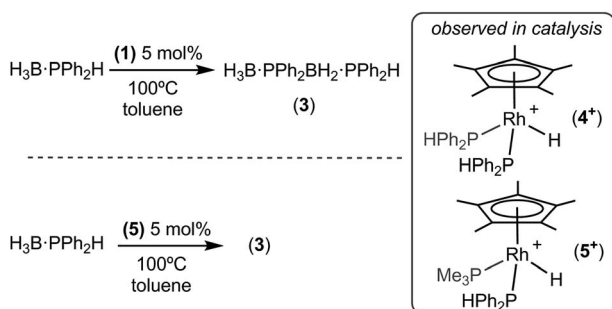 (1) 5 mol%
H₃B·PPh₂H
H₃B·PPh₂BH₂·PPh₂H
100ºC
toluene
(3)
(5) 5 mol%
H₃B·PPh₂H
(3)
100ºC
toluene
observed in catalysis
Rh
+
(4⁺)
HPh₂P
H
HPh₂P
Rh
+
(5⁺)
Me₃P
H
HPh₂P